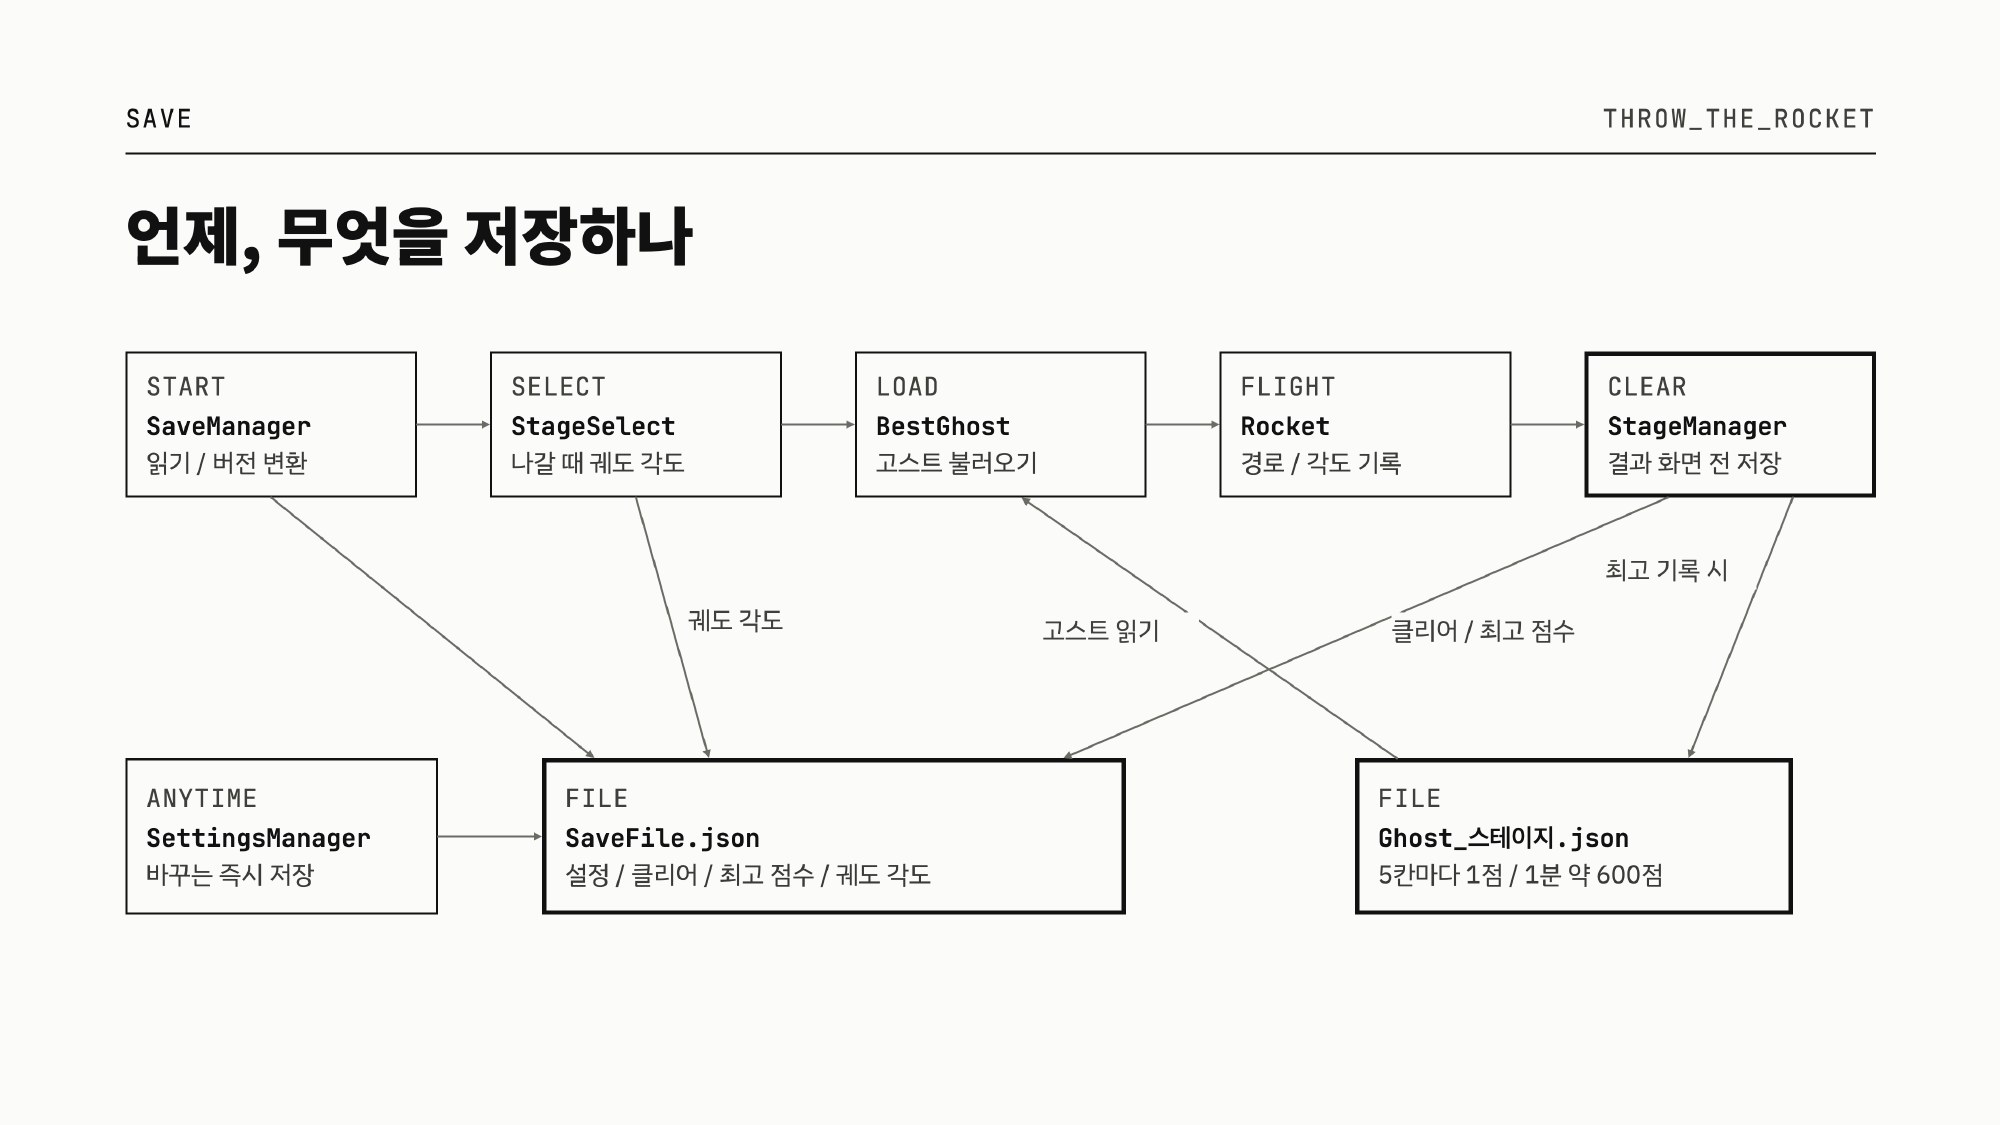 SAVE
THROW_THE_ROCKET
언제, 무엇을 저장하나
START
SaveManager
읽기 / 버전 변환
SELECT
StageSelect
나갈 때 궤도 각도
LOAD
BestGhost
고스트 불러오기
FLIGHT
Rocket
경로 / 각도 기록
CLEAR
StageManager
결과 화면 전 저장
최고 기록 시
궤도 각도
고스트 읽기
클리어 / 최고 점수
ANYTIME
SettingsManager
바꾸는 즉시 저장
FILE
SaveFile.json
설정 / 클리어 / 최고 점수 / 궤도 각도
FILE
Ghost_스테이지.json
5칸마다 1점 / 1분 약 600점